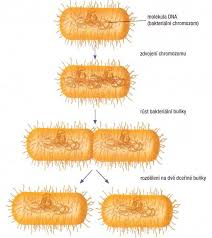 molekula DNA
(bakteriální chromozom)
zdvojení chromozomu
růst bakteriální buňky
rozdělení na dvě dceřiné buňky